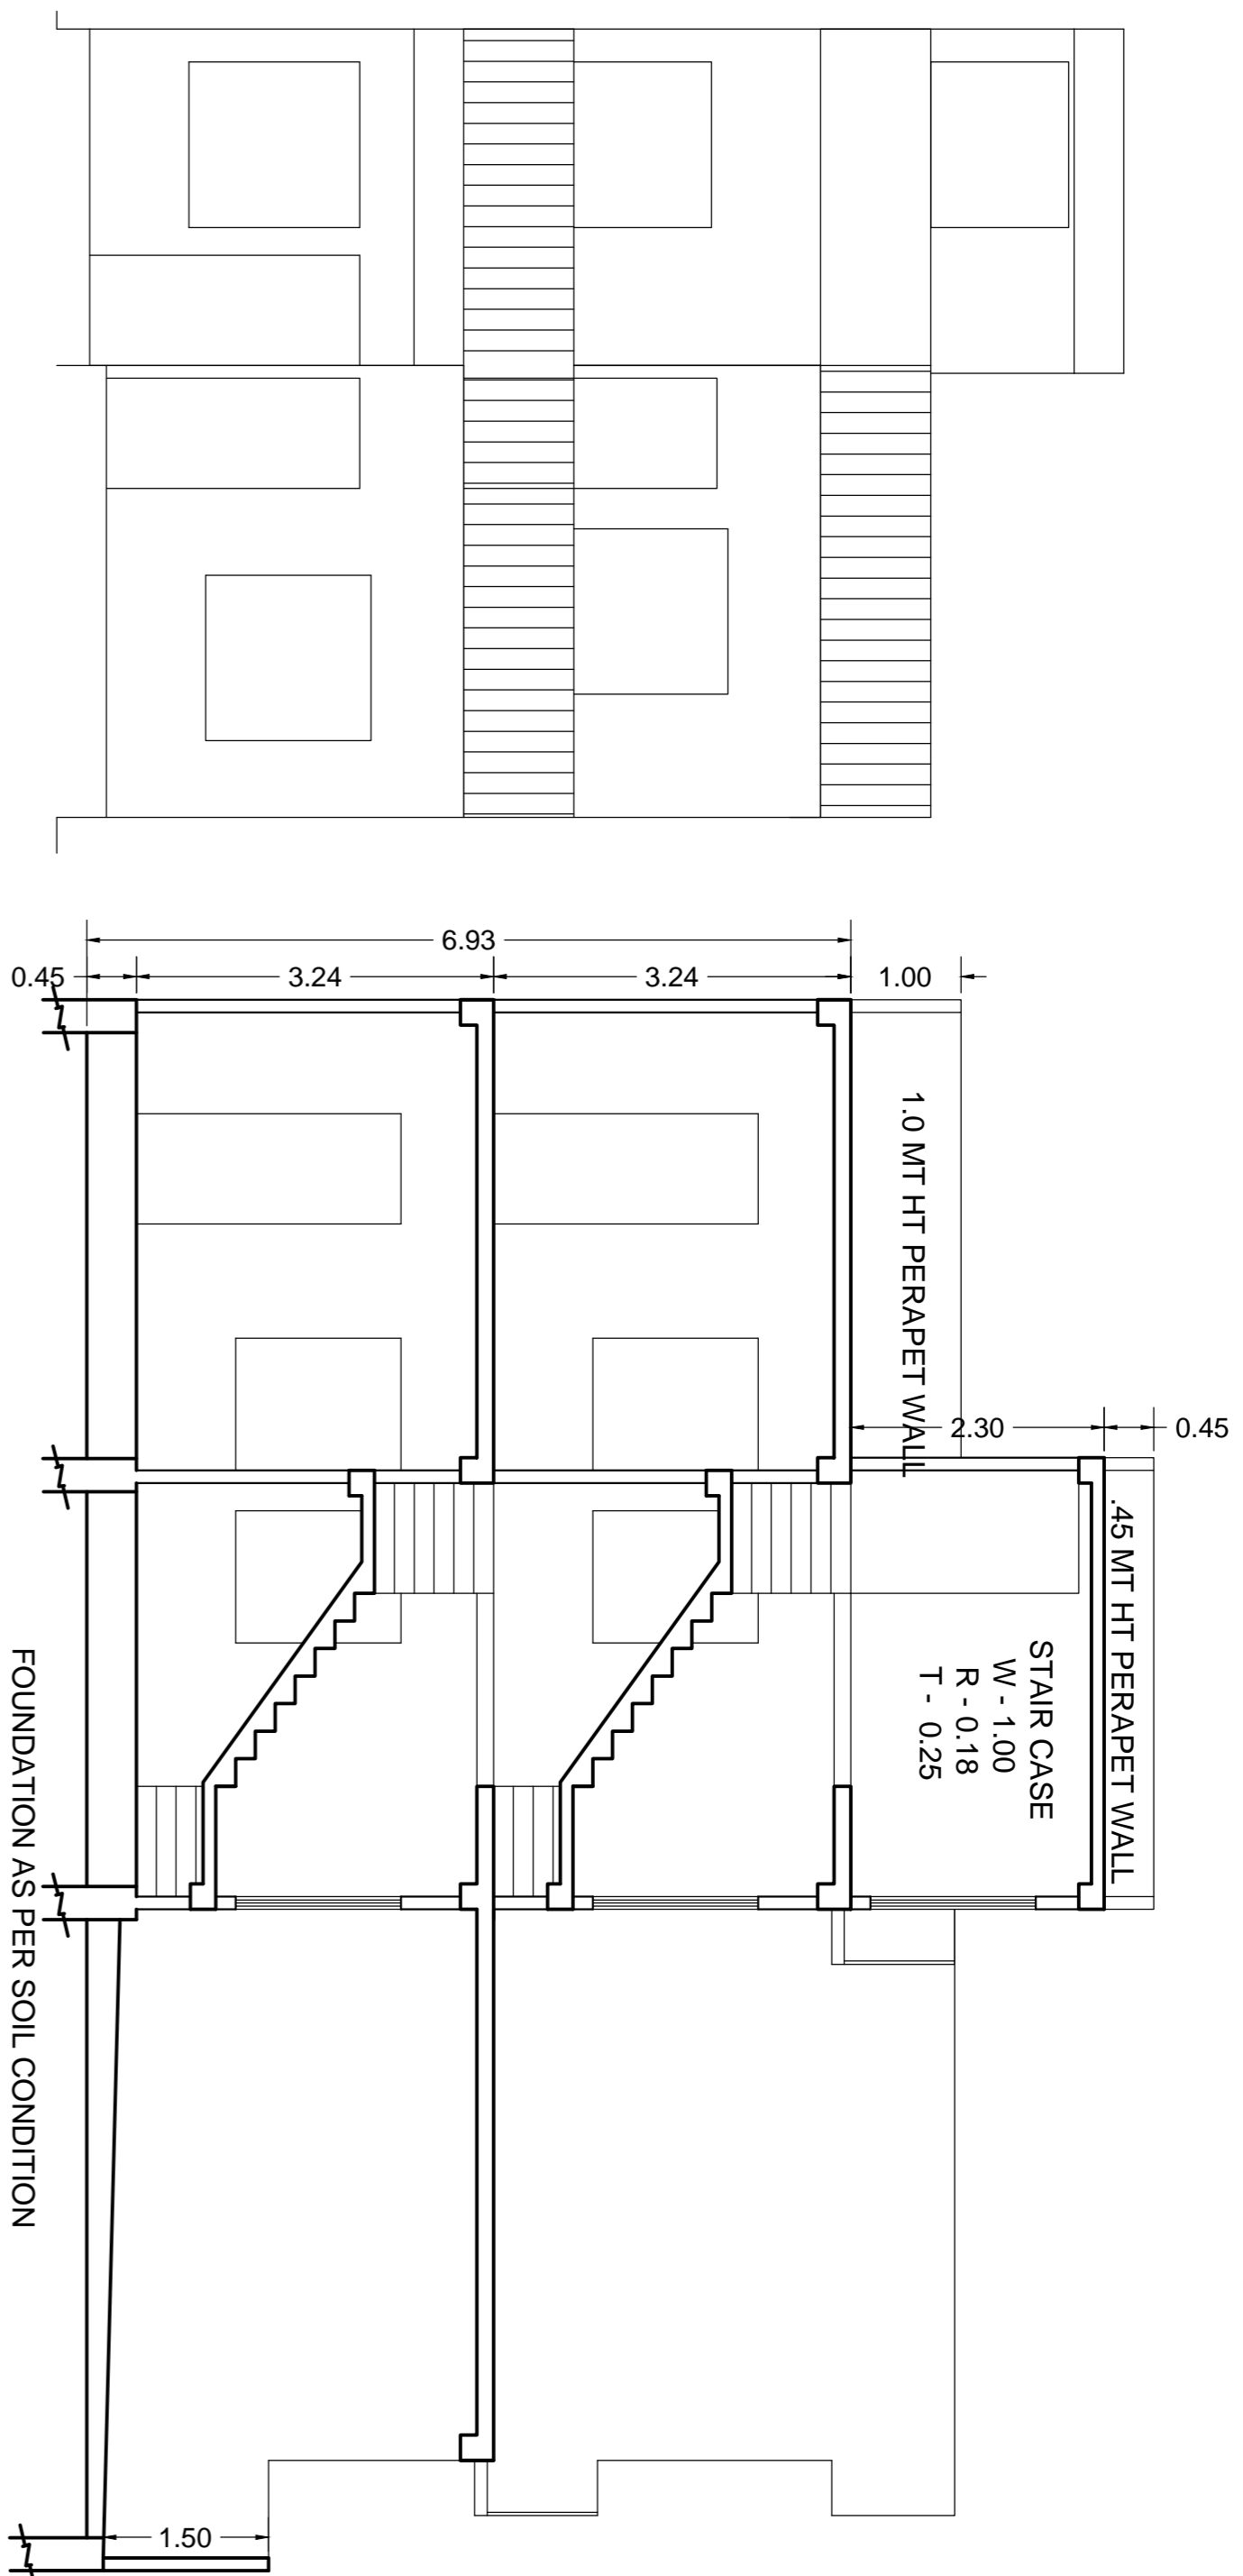 6.93
0.45
3.24
3.24
1.00
1.0 MT HT PERAPET WALL
2.30
0.45
.45 MT HT PERAPET WALL
STAIR CASE
W - 1.00
R - 0.18
T - 0.25
FOUNDATION AS PER SOIL CONDITION
1.50